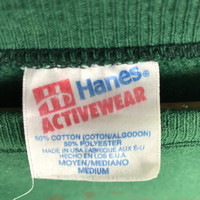 Hanes
ACTIVEWEAR
50% COTTON (COTON/ALGODON)
50% POLYESTER
MADE IN USA FABRIQUE AUX É-U
HECHO EN LOS E.U.A.
MOYEN/MEDIANO
MEDIUM